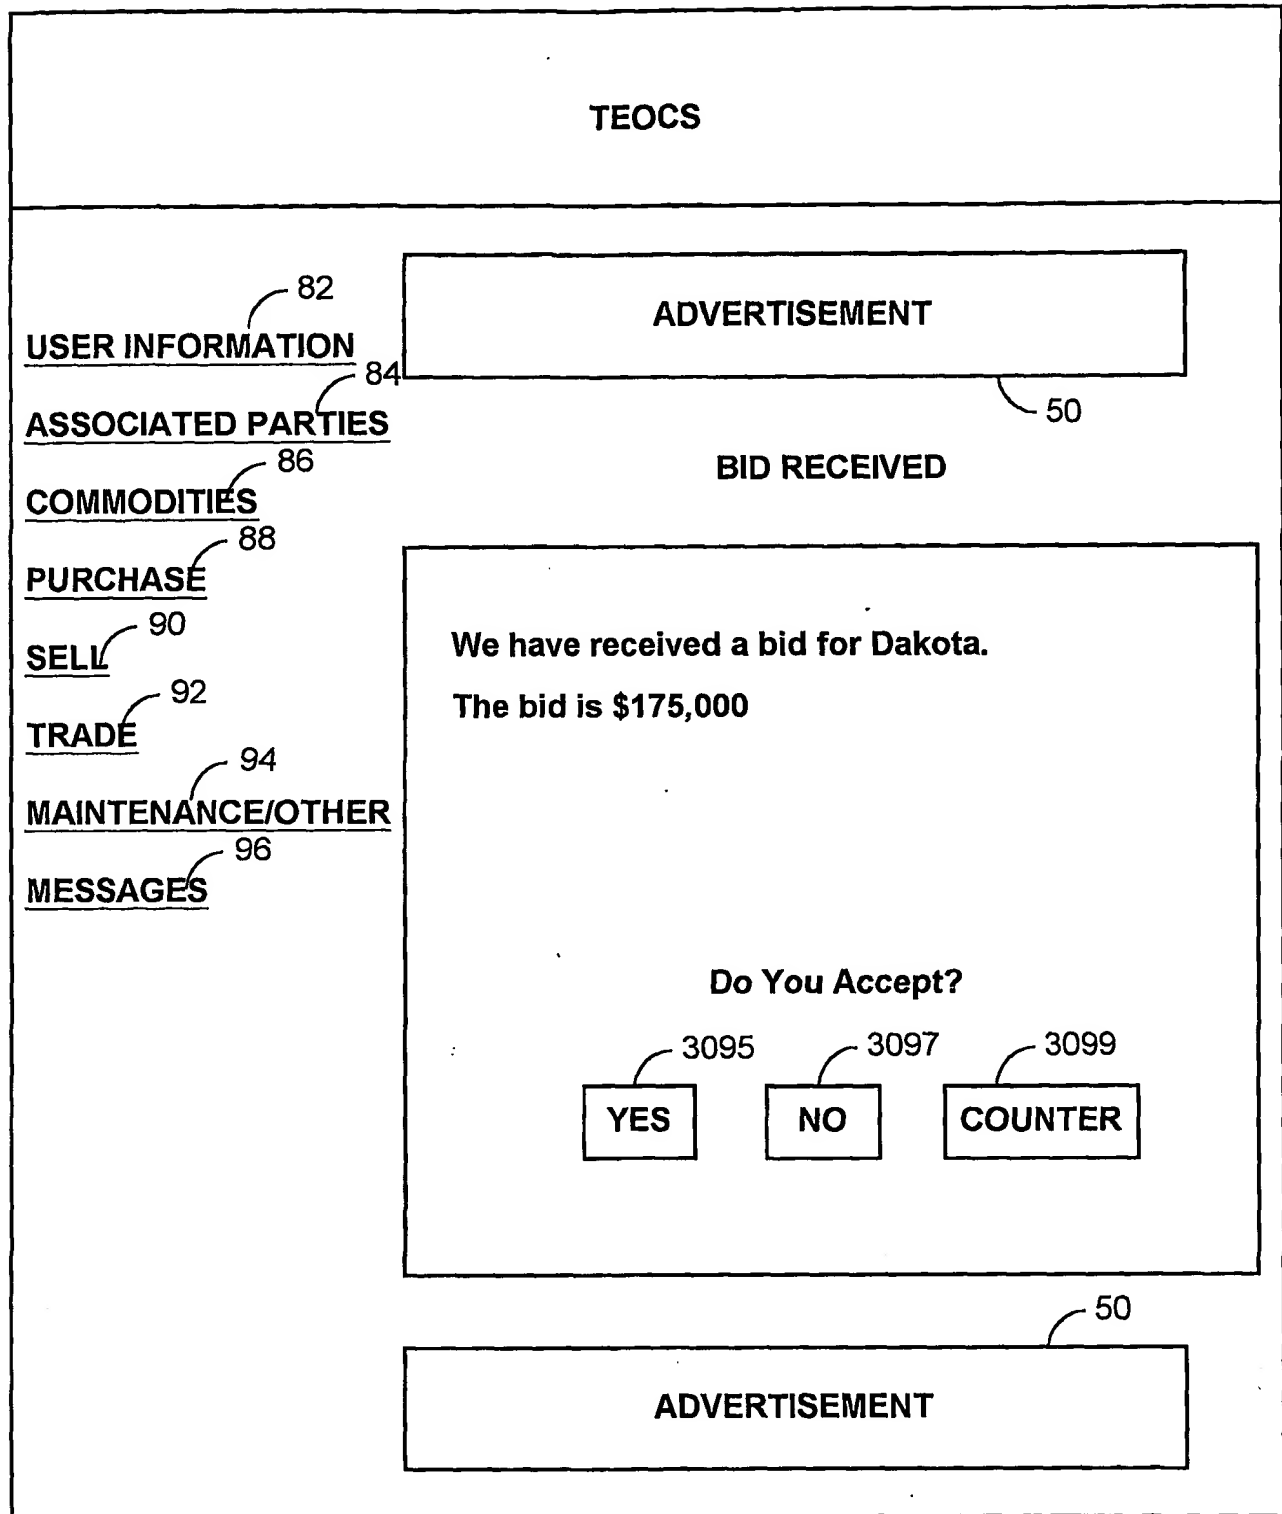 TEOCS
82
USER INFORMATION
84
ASSOCIATED PARTIES
86
COMMODITIES
88
PURCHASE
90
SELL
92
TRADE
94
MAINTENANCE/OTHER
96
MESSAGES
ADVERTISEMENT
50
BID RECEIVED
We have received a bid for Dakota.
The bid is $175,000
Do You Accept?
3095 3097 3099
YES NO COUNTER
50
ADVERTISEMENT